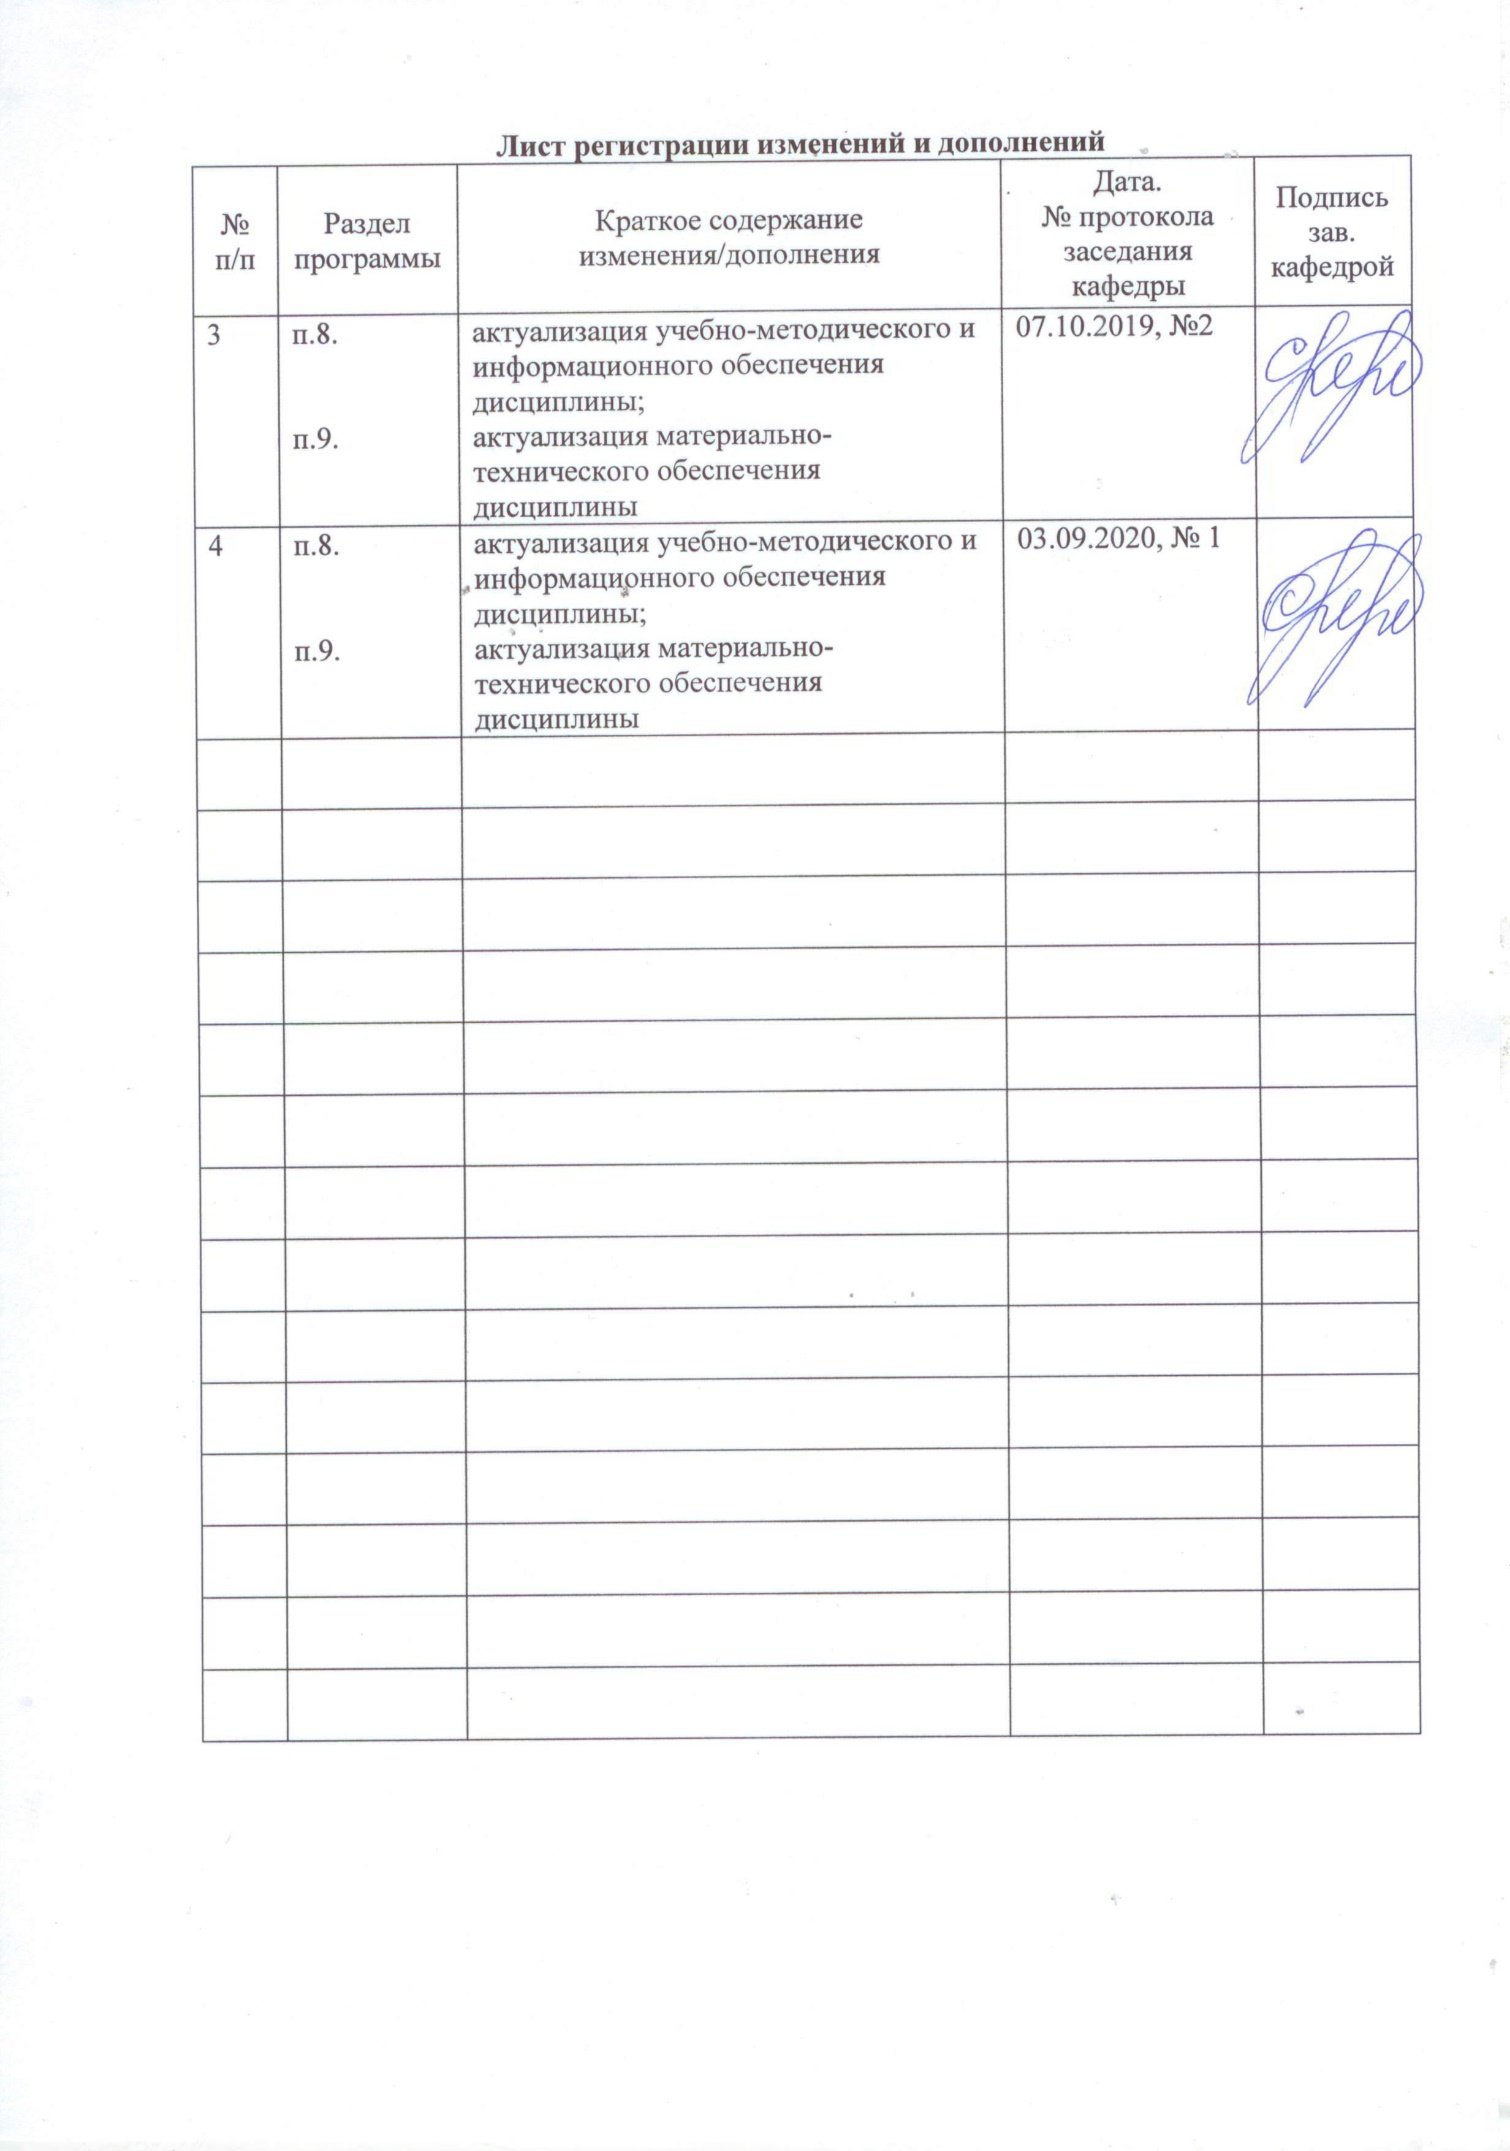 Лист регистрации изменений и дополнений
№
п/п
Раздел
программы
Краткое содержание
изменения/дополнения
Дата.
№ протокола
заседания
кафедры
Подпись
зав.
кафедрой
3
п.8.
актуализация учебно-методического и
информационного обеспечения
дисциплины;
п.9.
актуализация материально-
технического обеспечения
дисциплины
07.10.2019, №2
4
п.8.
актуализация учебно-методического и
информационного обеспечения
дисциплины;
п.9.
актуализация материально-
технического обеспечения
дисциплины
03.09.2020, № 1